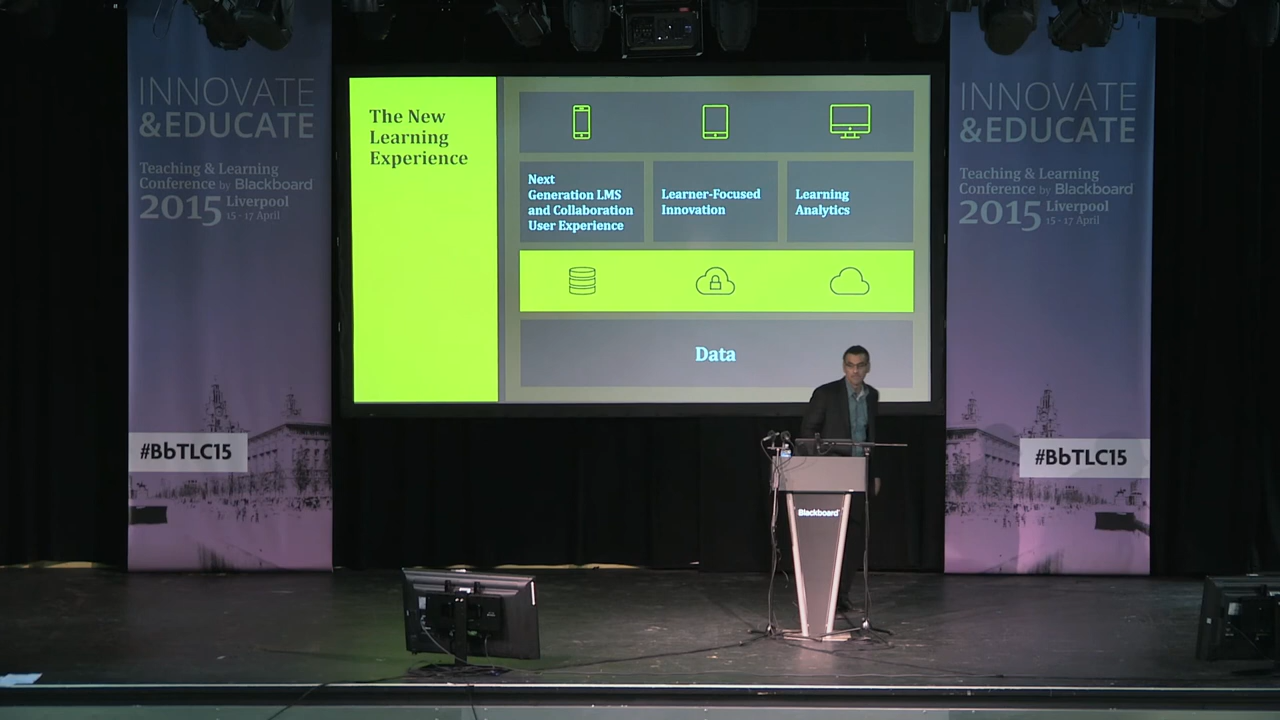 INNOVATE
&EDUCATE
Teaching & Learning
Conference by Blackboard
2015 Liverpool
15 - 17 April
#BbTLC15
The New
Learning
Experience
Next
Generation LMS
and Collaboration
User Experience
Learner-Focused
Innovation
Learning
Analytics
Data
Blackboard
INNOVATE
&EDUCATE
Teaching & Learning
Conference by Blackboard
2015 Liverpool
15 - 17 April
#BbTLC15